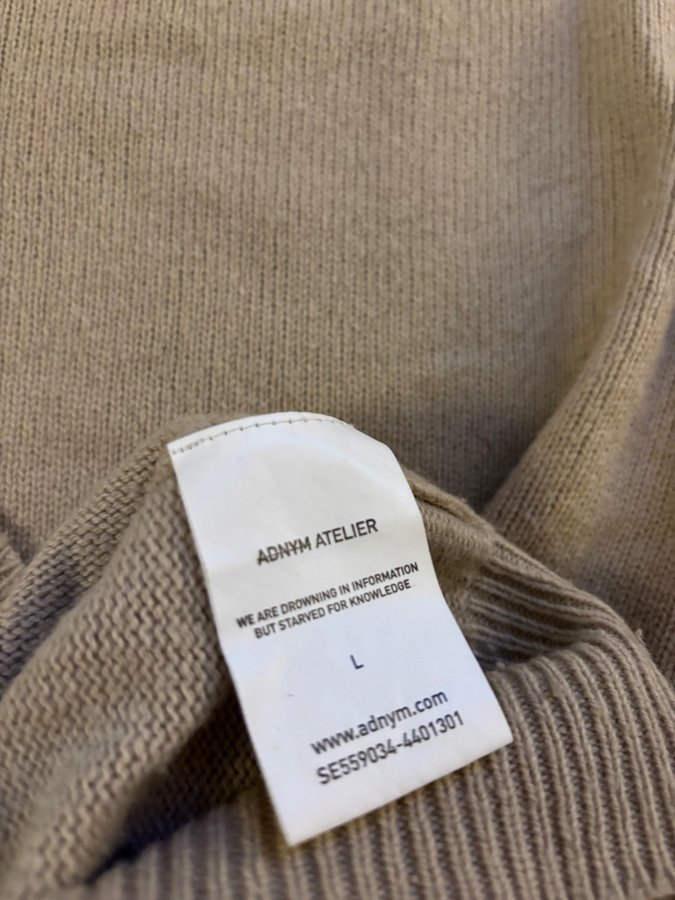 ADNYM ATELIER
WE ARE DROWNING IN INFORMATION
BUT STARVED FOR KNOWLEDGE
L
www.adnym.com
SE559034-4401301